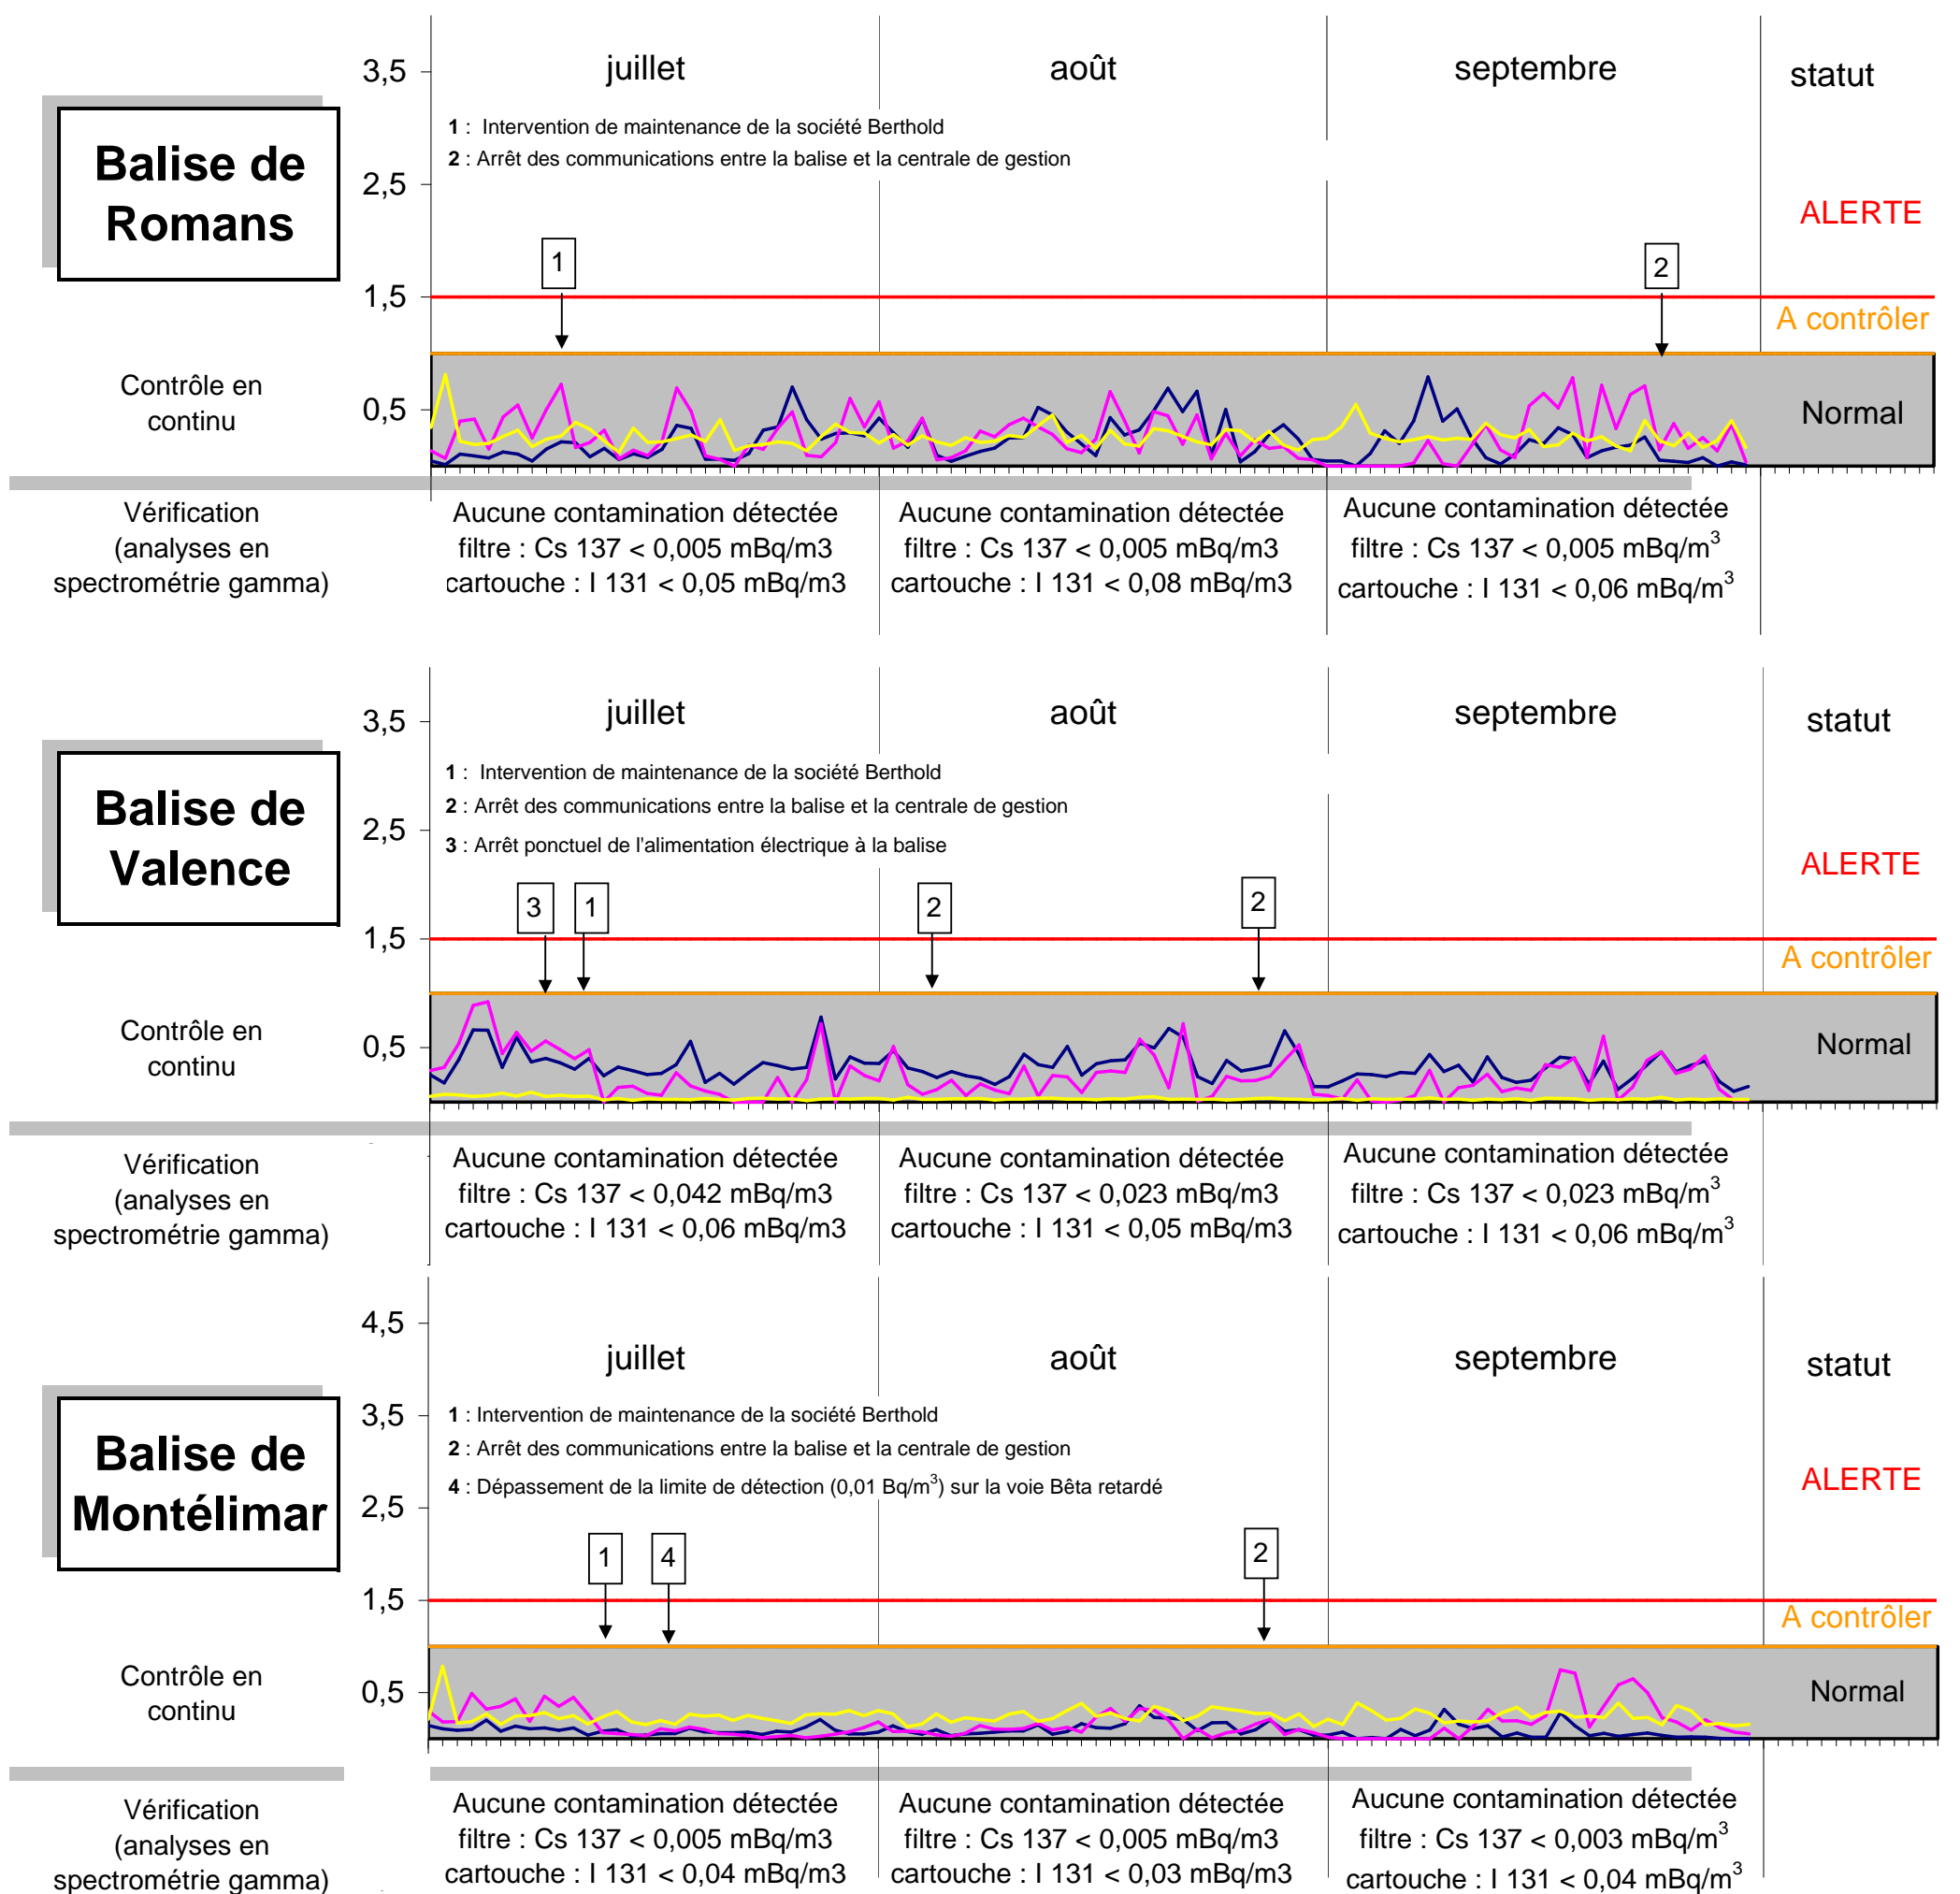 juillet août septembre statut
3,5
1 : Intervention de maintenance de la société Berthold
2 : Arrêt des communications entre la balise et la centrale de gestion
Balise de
Romans
2,5
ALERTE
1 2
1,5
A contrôler
Contrôle en
continu
0,5
Normal
Vérification
(analyses en
spectrométrie gamma)
Aucune contamination détectée
filtre : Cs 137 < 0,005 mBq/m3
cartouche : I 131 < 0,05 mBq/m3
Aucune contamination détectée
filtre : Cs 137 < 0,005 mBq/m3
cartouche : I 131 < 0,08 mBq/m3
Aucune contamination détectée
filtre : Cs 137 < 0,005 mBq/m³
cartouche : I 131 < 0,06 mBq/m³
juillet août septembre statut
3,5
1 : Intervention de maintenance de la société Berthold
2 : Arrêt des communications entre la balise et la centrale de gestion
3 : Arrêt ponctuel de l'alimentation électrique à la balise
Balise de
Valence
2,5
ALERTE
3 1 2 2
1,5
A contrôler
Contrôle en
continu
0,5
Normal
Vérification
(analyses en
spectrométrie gamma)
Aucune contamination détectée
filtre : Cs 137 < 0,042 mBq/m3
cartouche : I 131 < 0,06 mBq/m3
Aucune contamination détectée
filtre : Cs 137 < 0,023 mBq/m3
cartouche : I 131 < 0,05 mBq/m3
Aucune contamination détectée
filtre : Cs 137 < 0,023 mBq/m³
cartouche : I 131 < 0,06 mBq/m³
4,5
juillet août septembre statut
3,5
1 : Intervention de maintenance de la société Berthold
2 : Arrêt des communications entre la balise et la centrale de gestion
4 : Dépassement de la limite de détection (0,01 Bq/m³) sur la voie Bêta retardé
Balise de
Montélimar
2,5
ALERTE
1 4 2
1,5
A contrôler
Contrôle en
continu
0,5
Normal
Vérification
(analyses en
spectrométrie gamma)
Aucune contamination détectée
filtre : Cs 137 < 0,005 mBq/m3
cartouche : I 131 < 0,04 mBq/m3
Aucune contamination détectée
filtre : Cs 137 < 0,005 mBq/m3
cartouche : I 131 < 0,03 mBq/m3
Aucune contamination détectée
filtre : Cs 137 < 0,003 mBq/m³
cartouche : I 131 < 0,04 mBq/m³